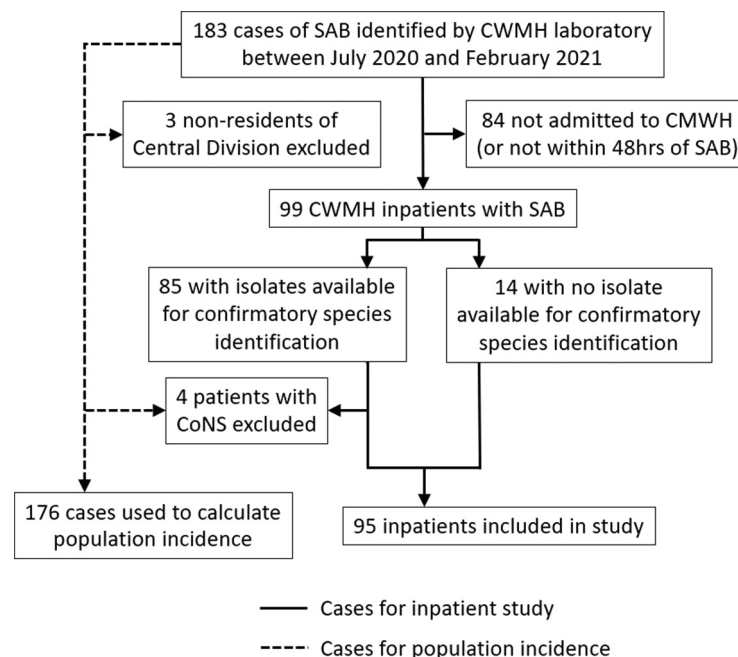 183 cases of SAB identified by CWMH laboratory
between July 2020 and February 2021
3 non-residents of
Central Division excluded
84 not admitted to CMWH
(or not within 48hrs of SAB)
99 CWMH inpatients with SAB
85 with isolates available
for confirmatory species
identification
14 with no isolate
available for confirmatory
species identification
4 patients with
CoNS excluded
176 cases used to calculate
population incidence
95 inpatients included in study
Cases for inpatient study
Cases for population incidence